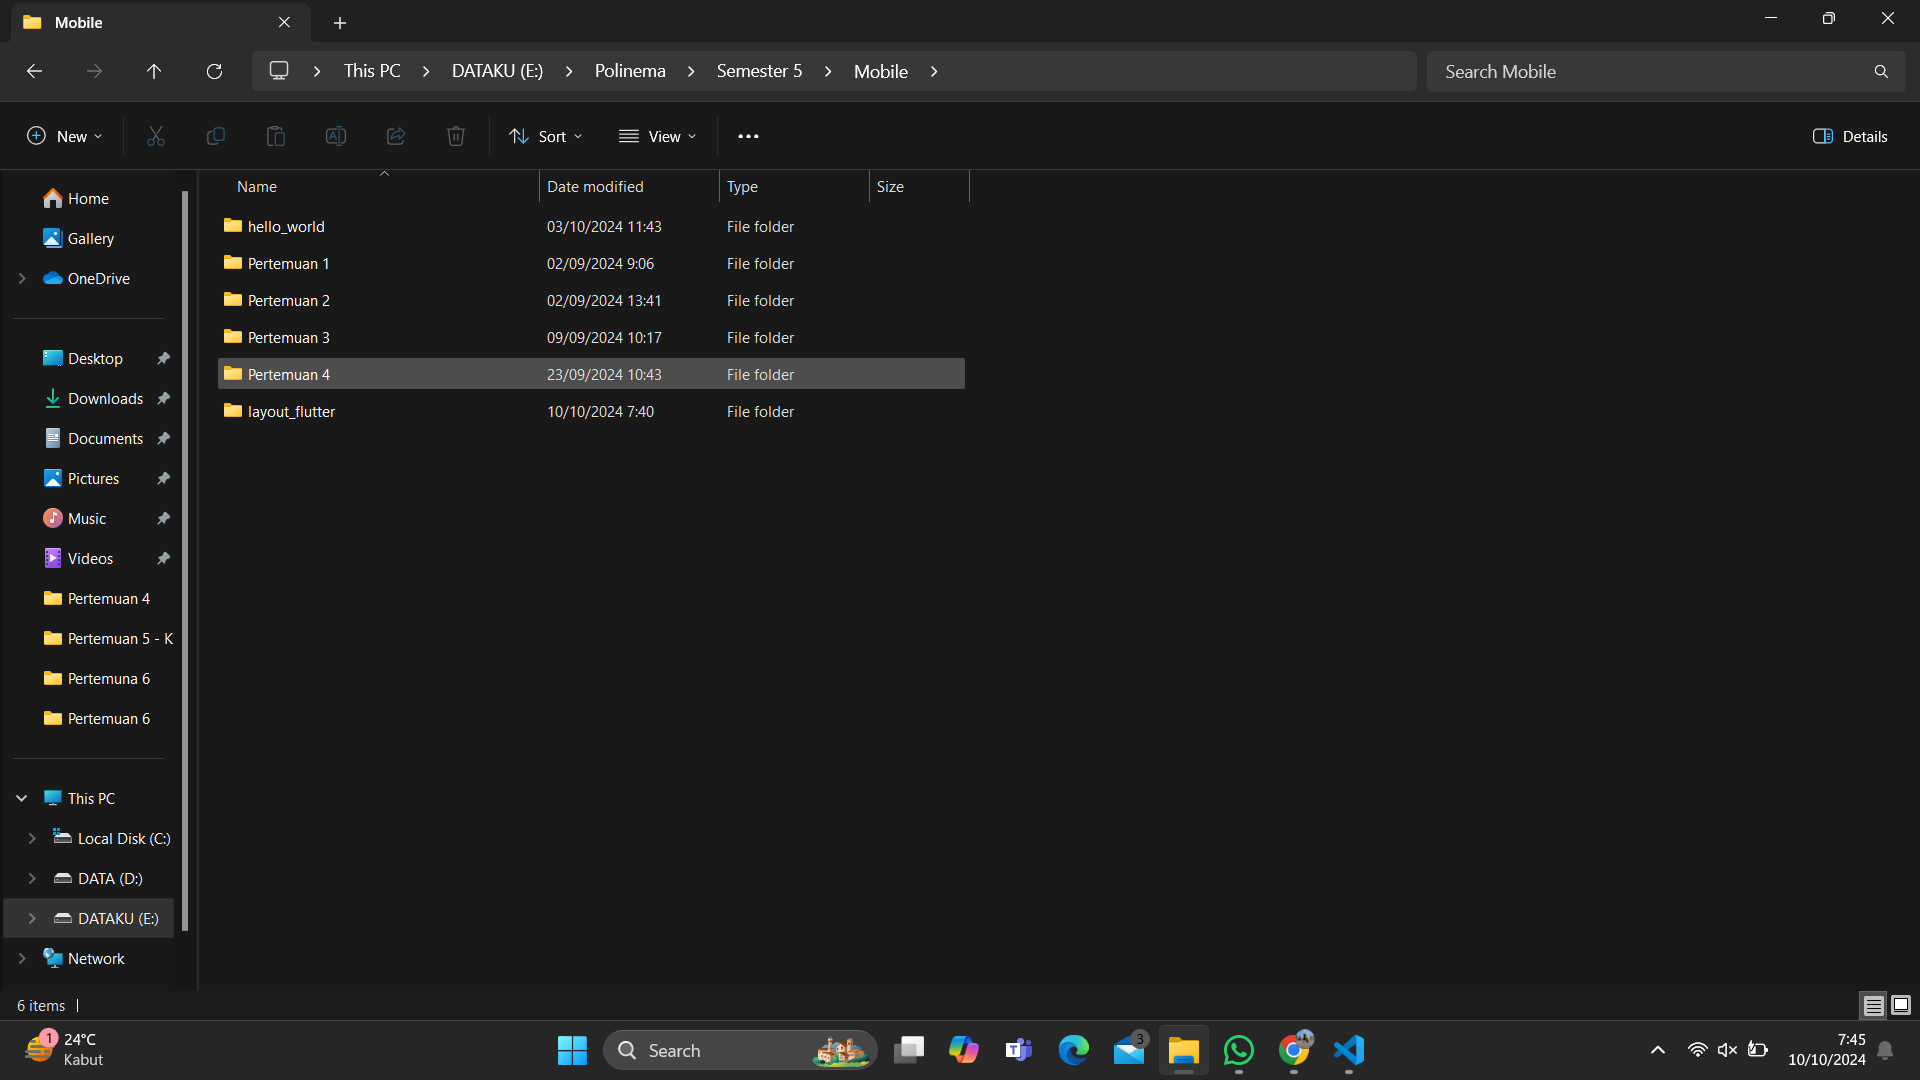 Mobile
This PC > DATAKU (E:) > Polinema > Semester 5 > Mobile >
Search Mobile
New
Sort
View
Details
Home
Gallery
OneDrive
Desktop
Downloads
Documents
Pictures
Music
Videos
Pertemuan 4
Pertemuan 5 - K
Pertemuna 6
Pertemuan 6
This PC
Local Disk (C:)
DATA (D:)
DATAKU (E:)
Network
Name Date modified Type Size
hello_world 03/10/2024 11:43 File folder
Pertemuan 1 02/09/2024 9:06 File folder
Pertemuan 2 02/09/2024 13:41 File folder
Pertemuan 3 09/09/2024 10:17 File folder
Pertemuan 4 23/09/2024 10:43 File folder
layout_flutter 10/10/2024 7:40 File folder
6 items
1
24°C
Kabut
Search
3
7:45
10/10/2024